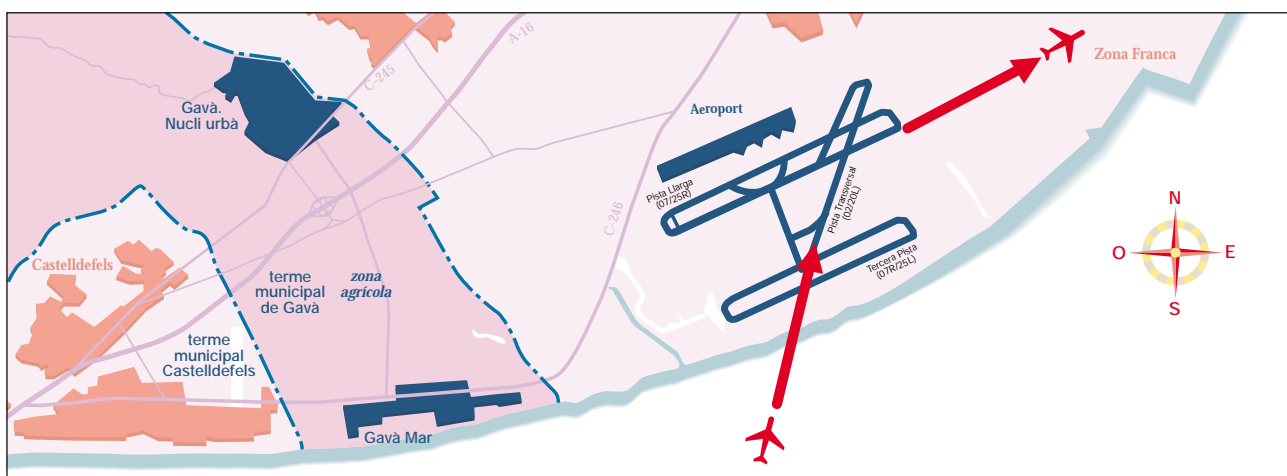 A-16
C-245
Gavà.
Nucli urbà
Zona Franca
Aeroport
Pista Llarga
(07/25R)
Pista Transversal
(02/20L)
C-246
Tercera Pista
(07R/25L)
N
O
E
S
Castelldefels
terme
municipal
de Gavà
zona
agrícola
terme
municipal
Castelldefels
Gavà Mar